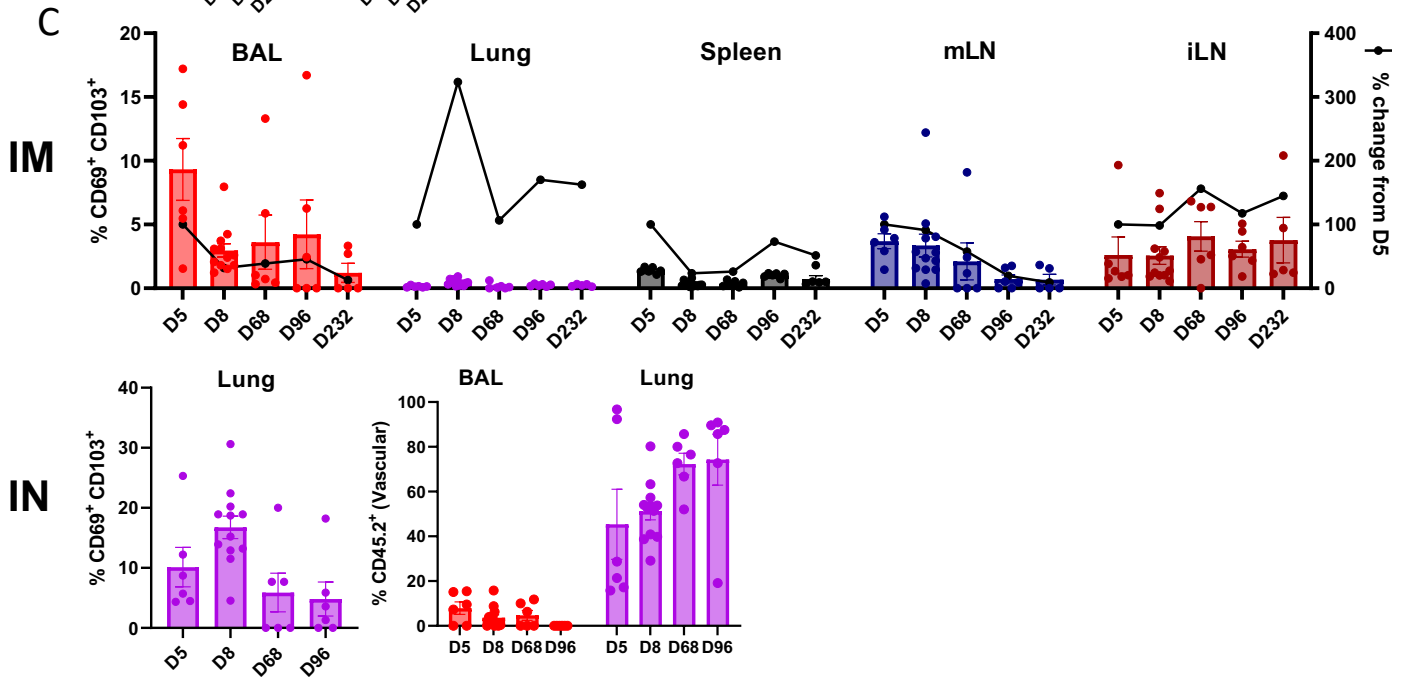 C
BAL Lung Spleen mLN iLN
IM
% CD69⁺ CD103⁺
20
15
10
5
0
400
300
200
100
0
% change from D5
D5 D8 D68 D96 D232 D5 D8 D68 D96 D232 D5 D8 D68 D96 D232 D5 D8 D68 D96 D232 D5 D8 D68 D96 D232
IN
Lung
% CD69⁺ CD103⁺
40
30
20
10
0
D5 D8 D68 D96
BAL Lung
% CD45.2⁺ (Vascular)
100
80
60
40
20
0
D5 D8 D68 D96 D5 D8 D68 D96